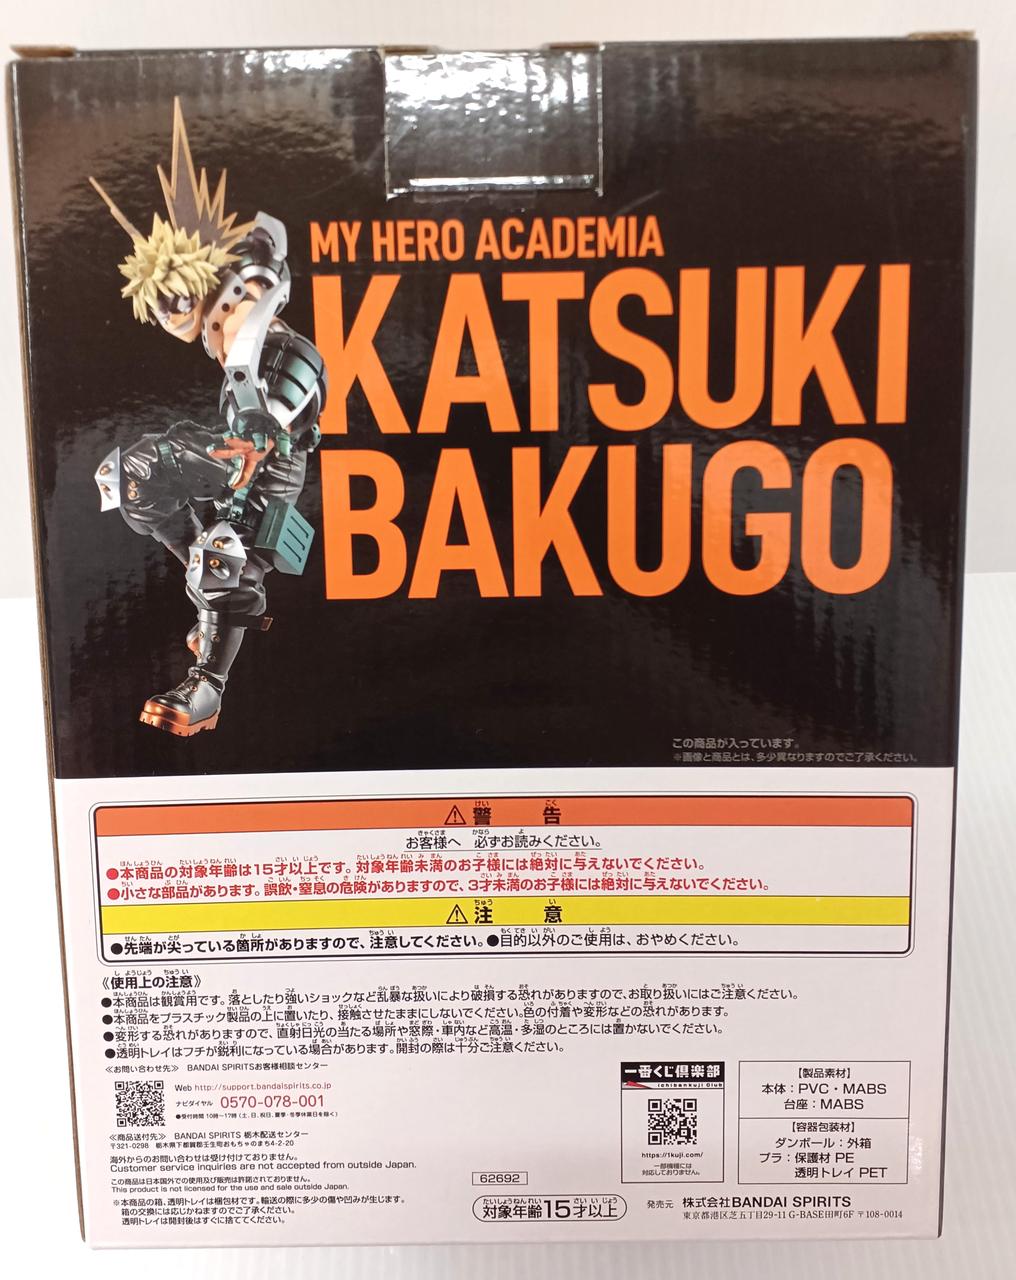 MY HERO ACADEMIA
KATSUKI
BAKUGO
この商品が入っています。
※画像と商品とは、多少異なりますのでご了承ください。
⚠警告
お客様へ 必ずお読みください。
●本商品の対象年齢は15才以上です。対象年齢未満のお子様には絶対に与えないでください。
●小さな部品があります。誤飲・窒息の危険がありますので、3才未満のお子様には絶対に与えないでください。
⚠注意
●先端が尖っている箇所がありますので、注意してください。●目的以外のご使用は、おやめください。
《使用上の注意》
●本商品は観賞用です。落としたり強いショックなど乱暴な扱いにより破損する恐れがありますので、お取り扱いにはご注意ください。
●本商品をプラスチック製品の上に置いたり、接触させたままにしないでください。色の付着や変形などの恐れがあります。
●変形する恐れがありますので、直射日光の当たる場所や窓際・車内など高温・多湿のところには置かないでください。
●透明トレイはフチが鋭利になっている場合があります。開封の際は十分ご注意ください。
≪お問い合わせ先≫ BANDAI SPIRITSお客様相談センター
Web http://support.bandaispirits.co.jp
ナビダイヤル 0570-078-001
●受付時間 10時～17時（土、日、祝日、夏季・冬季休業日を除く）
≪商品送付先≫ BANDAI SPIRITS 栃木配送センター
〒321-0298 栃木県下都賀郡壬生町おもちゃのまち4-2-20
海外からのお問い合わせは受け付けておりません。
Customer service inquiries are not accepted from outside Japan.
この商品は日本国外での使用及び販売は許諾されておりません。
This product is not licensed for the use and sale outside Japan.
※本商品の箱、透明トレイは梱包材です。輸送の際に多少の傷や凹みが生じます。
箱の交換には応じかねますのでご了承ください。
透明トレイは開封後はすぐに捨ててください。
一番くじ倶楽部
ichibankuji Club
https://1kuji.com/
一部機種には
対応しておりません。
【製品素材】
本体：PVC・MABS
台座：MABS
【容器包装材】
ダンボール：外箱
プラ：保護材 PE
透明トレイ PET
62692
対象年齢15才以上
発売元 株式会社BANDAI SPIRITS
東京都港区芝五丁目29-11 G-BASE田町6F 〒108-0014